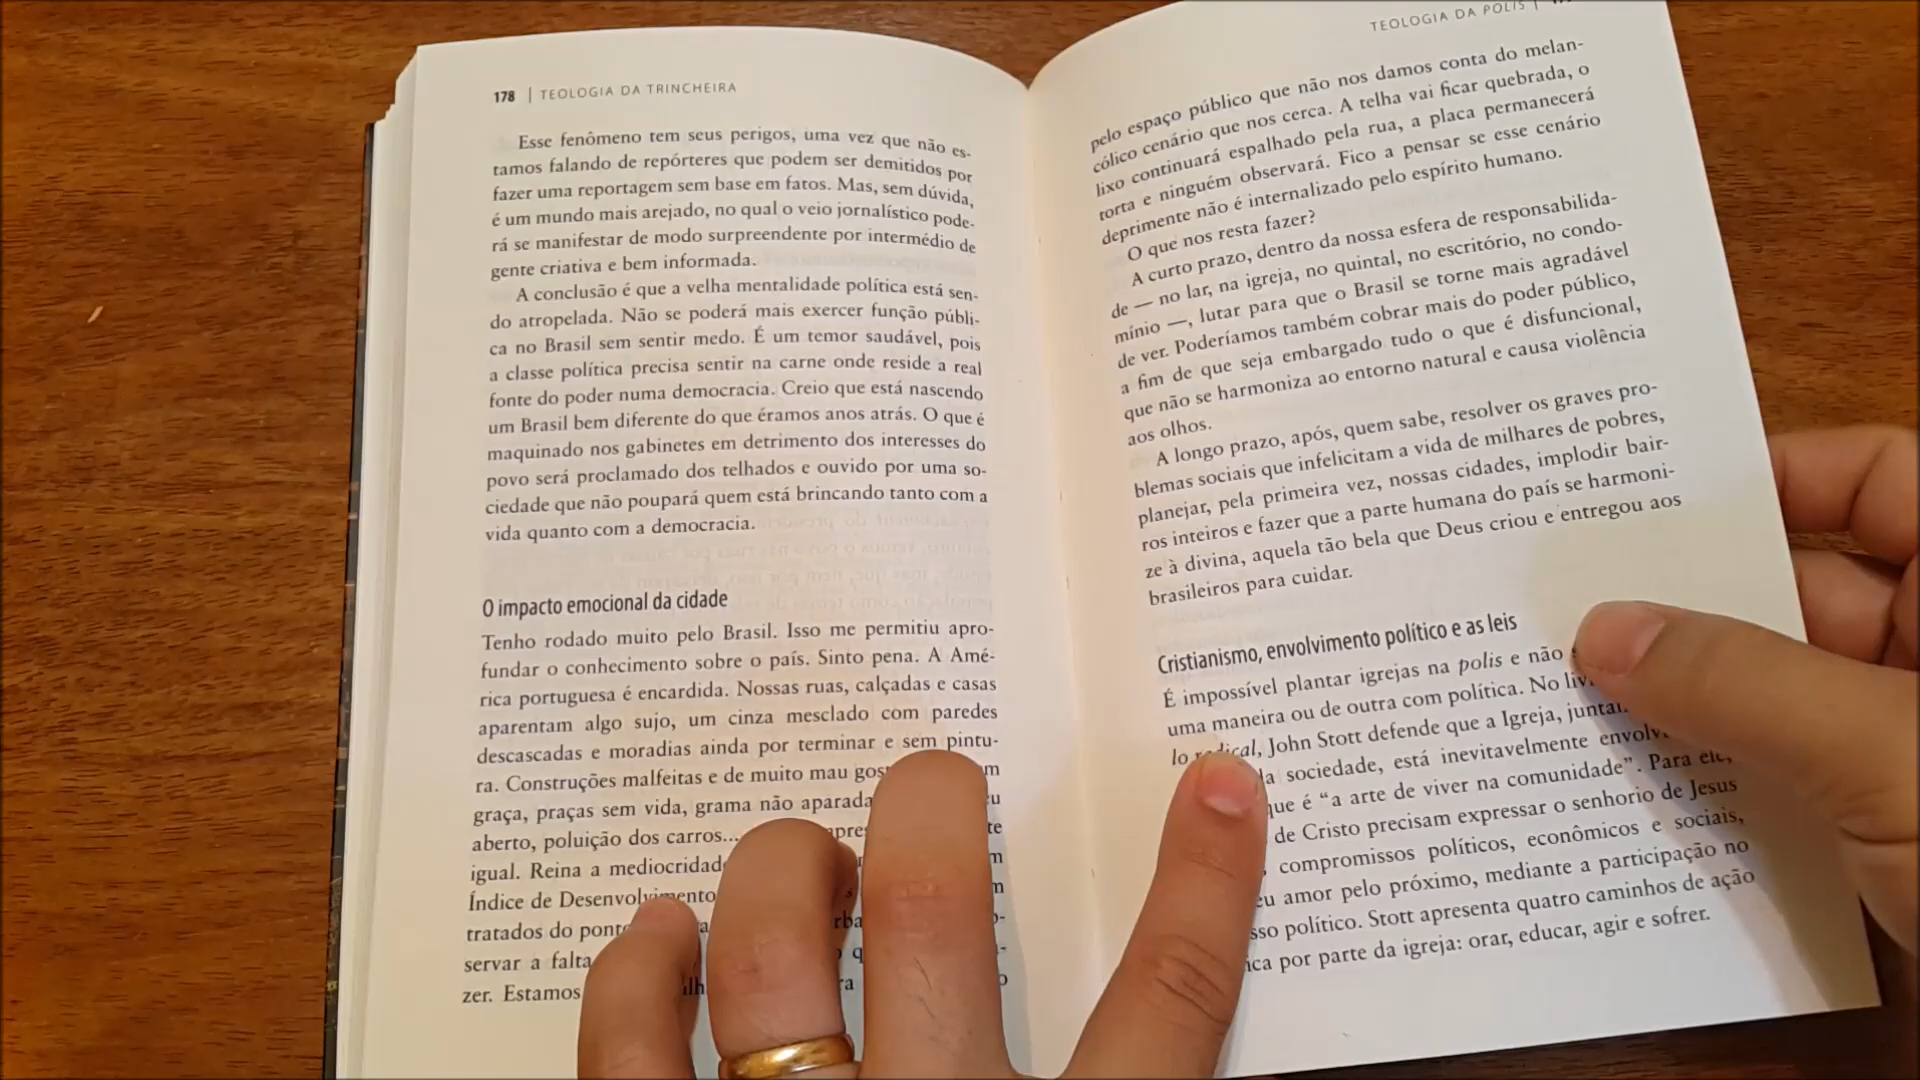 178 | TEOLOGIA DA TRINCHEIRA
Esse fenômeno tem seus perigos, uma vez que não es-
tamos falando de repórteres que podem ser demitidos por
fazer uma reportagem sem base em fatos. Mas, sem dúvida,
é um mundo mais arejado, no qual o veio jornalístico pode-
rá se manifestar de modo surpreendente por intermédio de
gente criativa e bem informada.
A conclusão é que a velha mentalidade política está sen-
do atropelada. Não se poderá mais exercer função públi-
ca no Brasil sem sentir medo. É um temor saudável, pois
a classe política precisa sentir na carne onde reside a real
fonte do poder numa democracia. Creio que está nascendo
um Brasil bem diferente do que éramos anos atrás. O que é
maquinado nos gabinetes em detrimento dos interesses do
povo será proclamado dos telhados e ouvido por uma so-
ciedade que não poupará quem está brincando tanto com a
vida quanto com a democracia.
O impacto emocional da cidade
Tenho rodado muito pelo Brasil. Isso me permitiu apro-
fundar o conhecimento sobre o país. Sinto pena. A Amé-
rica portuguesa é encardida. Nossas ruas, calçadas e casas
aparentam algo sujo, um cinza mesclado com paredes
descascadas e moradias ainda por terminar e sem pintu-
ra. Construções malfeitas e de muito mau
graça, praças sem vida, grama não aparada
aberto, poluição dos carros...
igual. Reina a mediocridade
Índice de Desenvolvimento
tratados do ponto
servar a falta
zer. Estamos
TEOLOGIA DA POLIS |
pelo espaço público que não nos damos conta do melan-
cólico cenário que nos cerca. A telha vai ficar quebrada, o
lixo continuará espalhado pela rua, a placa permanecerá
torta e ninguém observará. Fico a pensar se esse cenário
deprimente não é internalizado pelo espírito humano.
O que nos resta fazer?
A curto prazo, dentro da nossa esfera de responsabilida-
de — no lar, na igreja, no quintal, no escritório, no condo-
mínio —, lutar para que o Brasil se torne mais agradável
de ver. Poderíamos também cobrar mais do poder público,
a fim de que seja embargado tudo o que é disfuncional,
que não se harmoniza ao entorno natural e causa violência
aos olhos.
A longo prazo, após, quem sabe, resolver os graves pro-
blemas sociais que infelicitam a vida de milhares de pobres,
planejar, pela primeira vez, nossas cidades, implodir bair-
ros inteiros e fazer que a parte humana do país se harmoni-
ze à divina, aquela tão bela que Deus criou e entregou aos
brasileiros para cuidar.
Cristianismo, envolvimento político e as leis
É impossível plantar igrejas na polis e não
uma maneira ou de outra com política. No
lo radical, John Stott defende que a Igreja,
da sociedade, está inevitavelmente
que é “a arte de viver na comunidade”. Para ele,
de Cristo precisam expressar o senhorio de Jesus
compromissos políticos, econômicos e sociais,
amor pelo próximo, mediante a participação no
político. Stott apresenta quatro caminhos de ação
por parte da igreja: orar, educar, agir e sofrer.